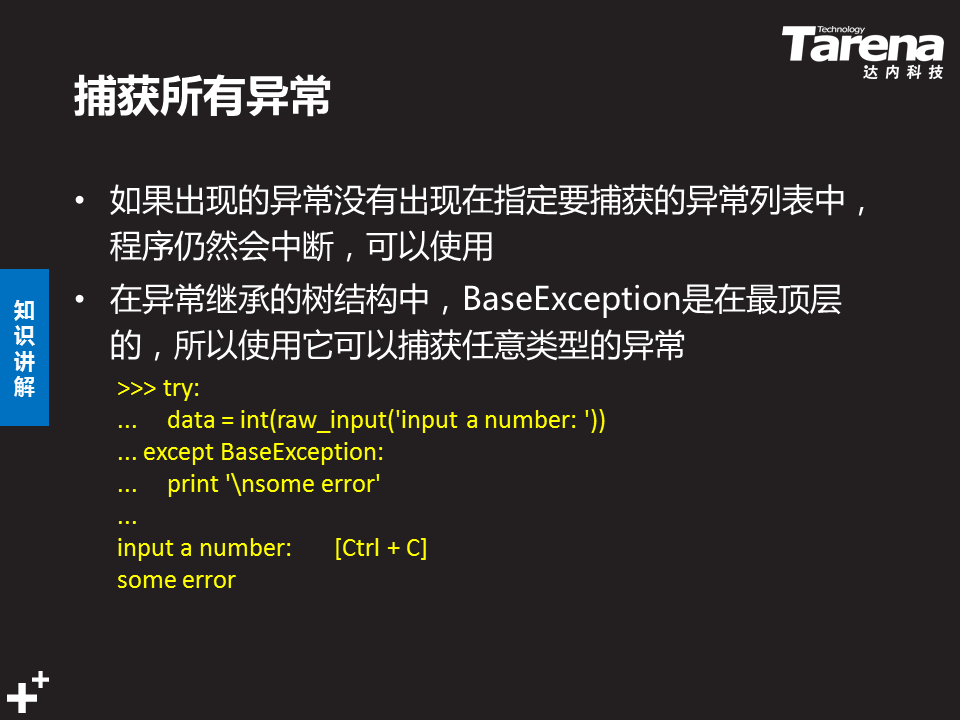 Technology
Tarena
达内科技
捕获所有异常
• 如果出现的异常没有出现在指定要捕获的异常列表中，
程序仍然会中断，可以使用
• 在异常继承的树结构中，BaseException是在最顶层
的，所以使用它可以捕获任意类型的异常
知
识
讲
解
>>> try:
...    data = int(raw_input('input a number: '))
... except BaseException:
...    print '\nsome error'
...
input a number:    [Ctrl + C]
some error